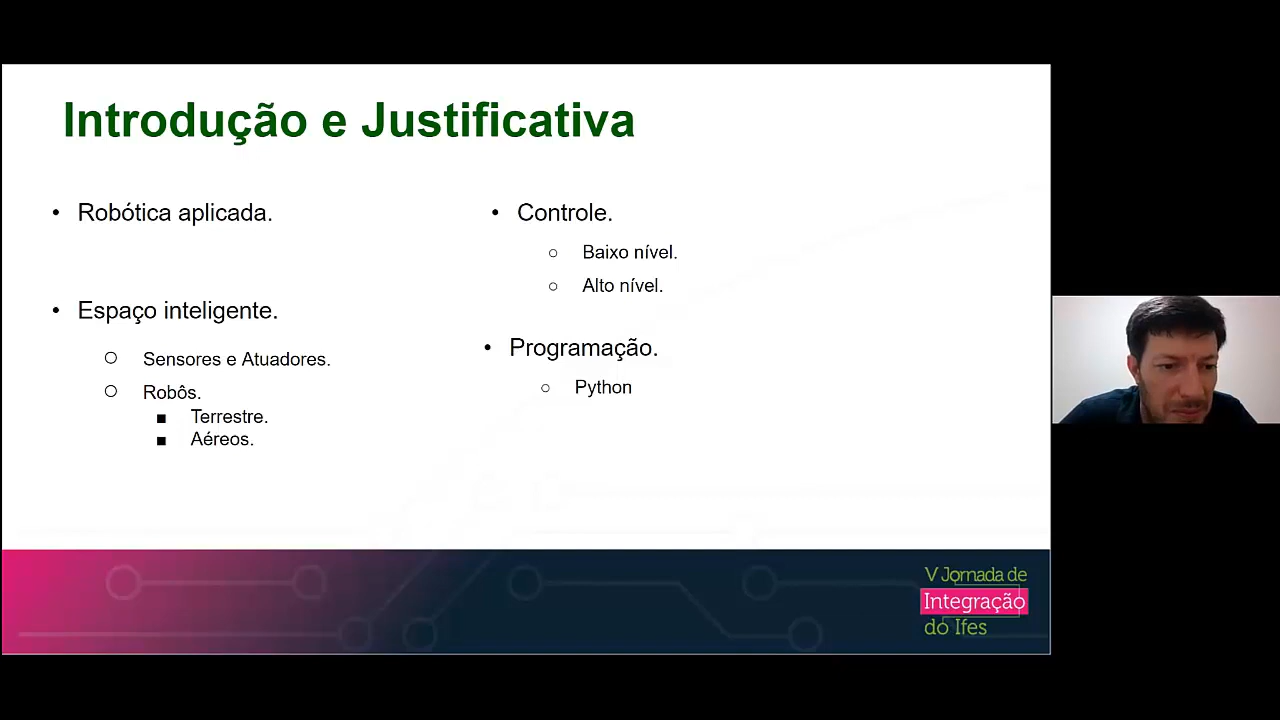 Introdução e Justificativa
• Robótica aplicada.
• Espaço inteligente.
○ Sensores e Atuadores.
○ Robôs.
■ Terrestre.
■ Aéreos.
• Controle.
○ Baixo nível.
○ Alto nível.
• Programação.
○ Python
V Jornada de
Integração
do Ifes